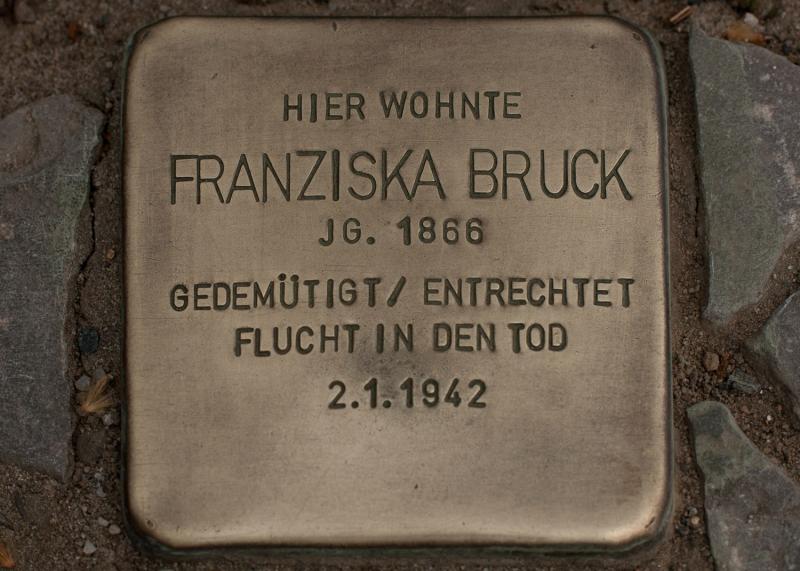 HIER WOHNTE
FRANZISKA BRUCK
JG. 1866
GEDEMÜTIGT/ ENTRECHTET
FLUCHT IN DEN TOD
2.1.1942